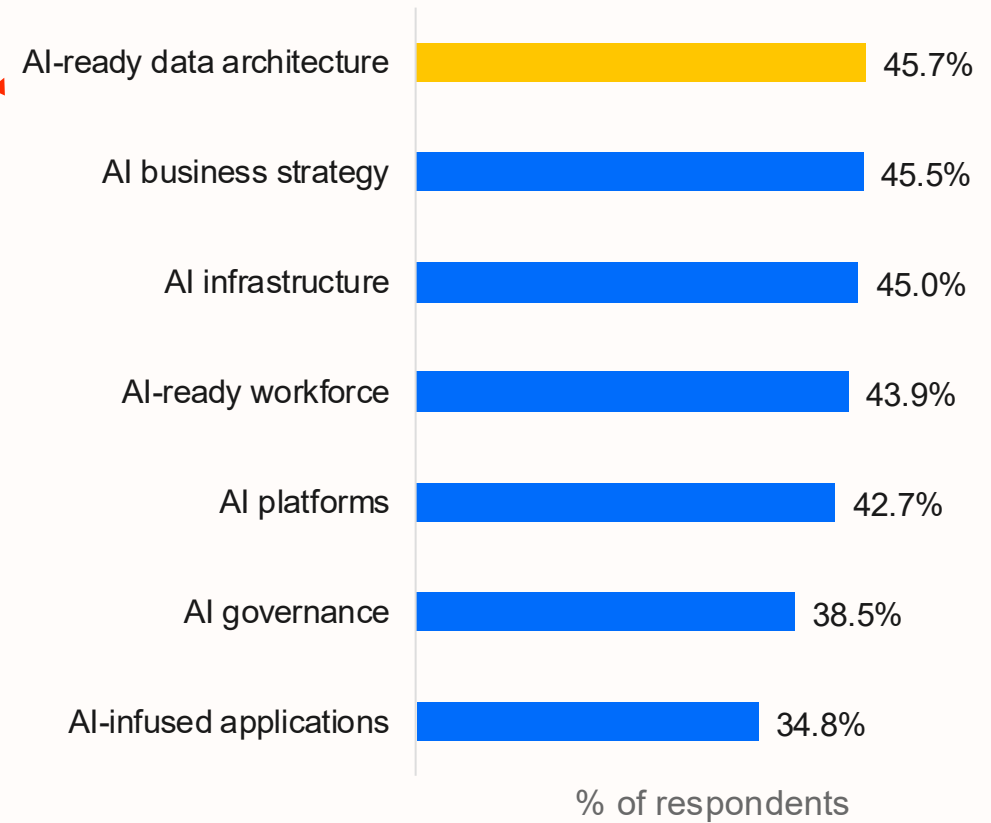 AI-ready data architecture 45.7%
AI business strategy 45.5%
AI infrastructure 45.0%
AI-ready workforce 43.9%
AI platforms 42.7%
AI governance 38.5%
AI-infused applications 34.8%
% of respondents